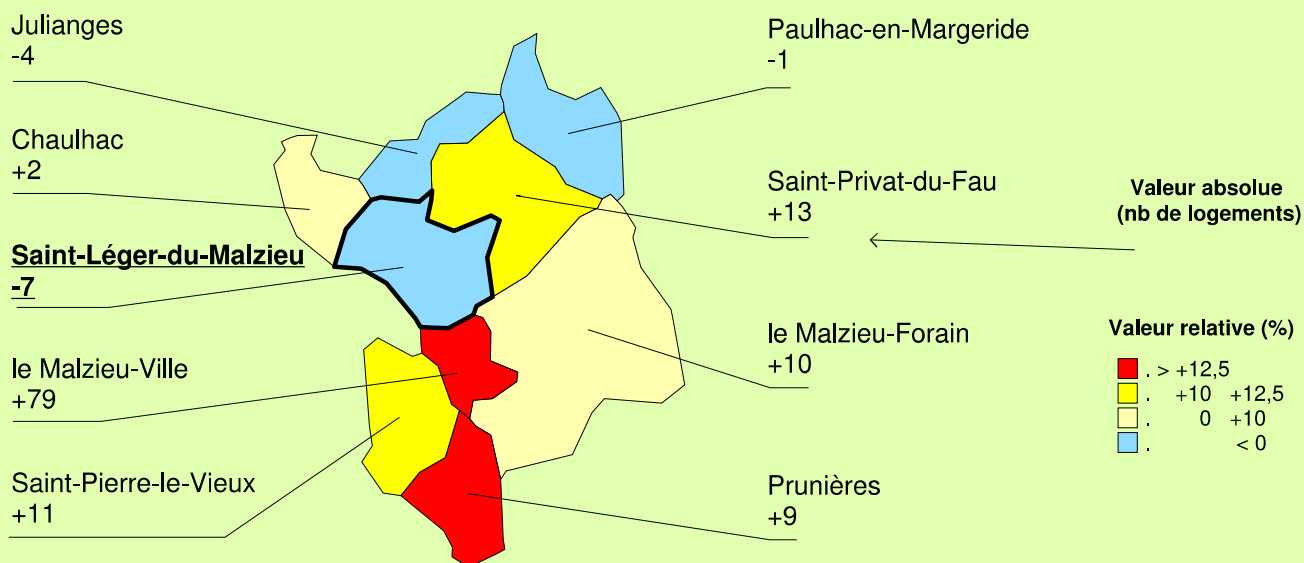 Julianges
-4
Chaulhac
+2
Saint-Léger-du-Malzieu
-7
le Malzieu-Ville
+79
Saint-Pierre-le-Vieux
+11
Paulhac-en-Margeride
-1
Saint-Privat-du-Fau
+13
le Malzieu-Forain
+10
Prunières
+9
Valeur absolue
(nb de logements)
Valeur relative (%)
. > +12,5
. +10 +12,5
. 0 +10
. < 0